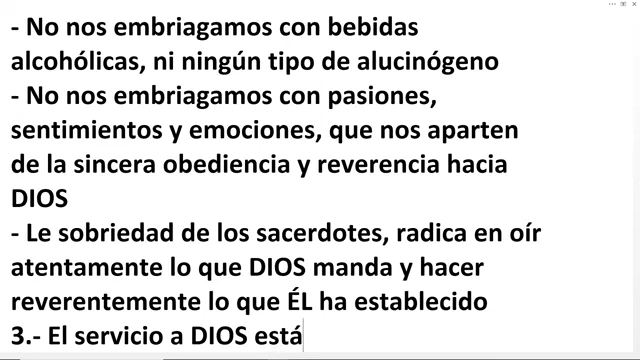 - No nos embriagamos con bebidas
alcohólicas, ni ningún tipo de alucinógeno
- No nos embriagamos con pasiones,
sentimientos y emociones, que nos aparten
de la sincera obediencia y reverencia hacia
DIOS
- Le sobriedad de los sacerdotes, radica en oír
atentamente lo que DIOS manda y hacer
reverentemente lo que ÉL ha establecido
3.- El servicio a DIOS está